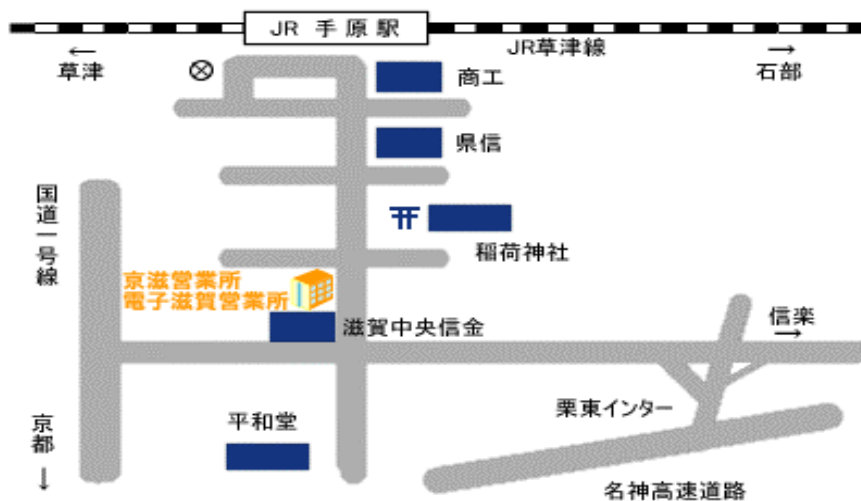 JR 手原駅
JR草津線
←
草津
→
石部
商工
県信
国道一号線
稲荷神社
京滋営業所
電子滋賀営業所
滋賀中央信金
信楽
→
栗東インター
平和堂
京都
↓
名神高速道路